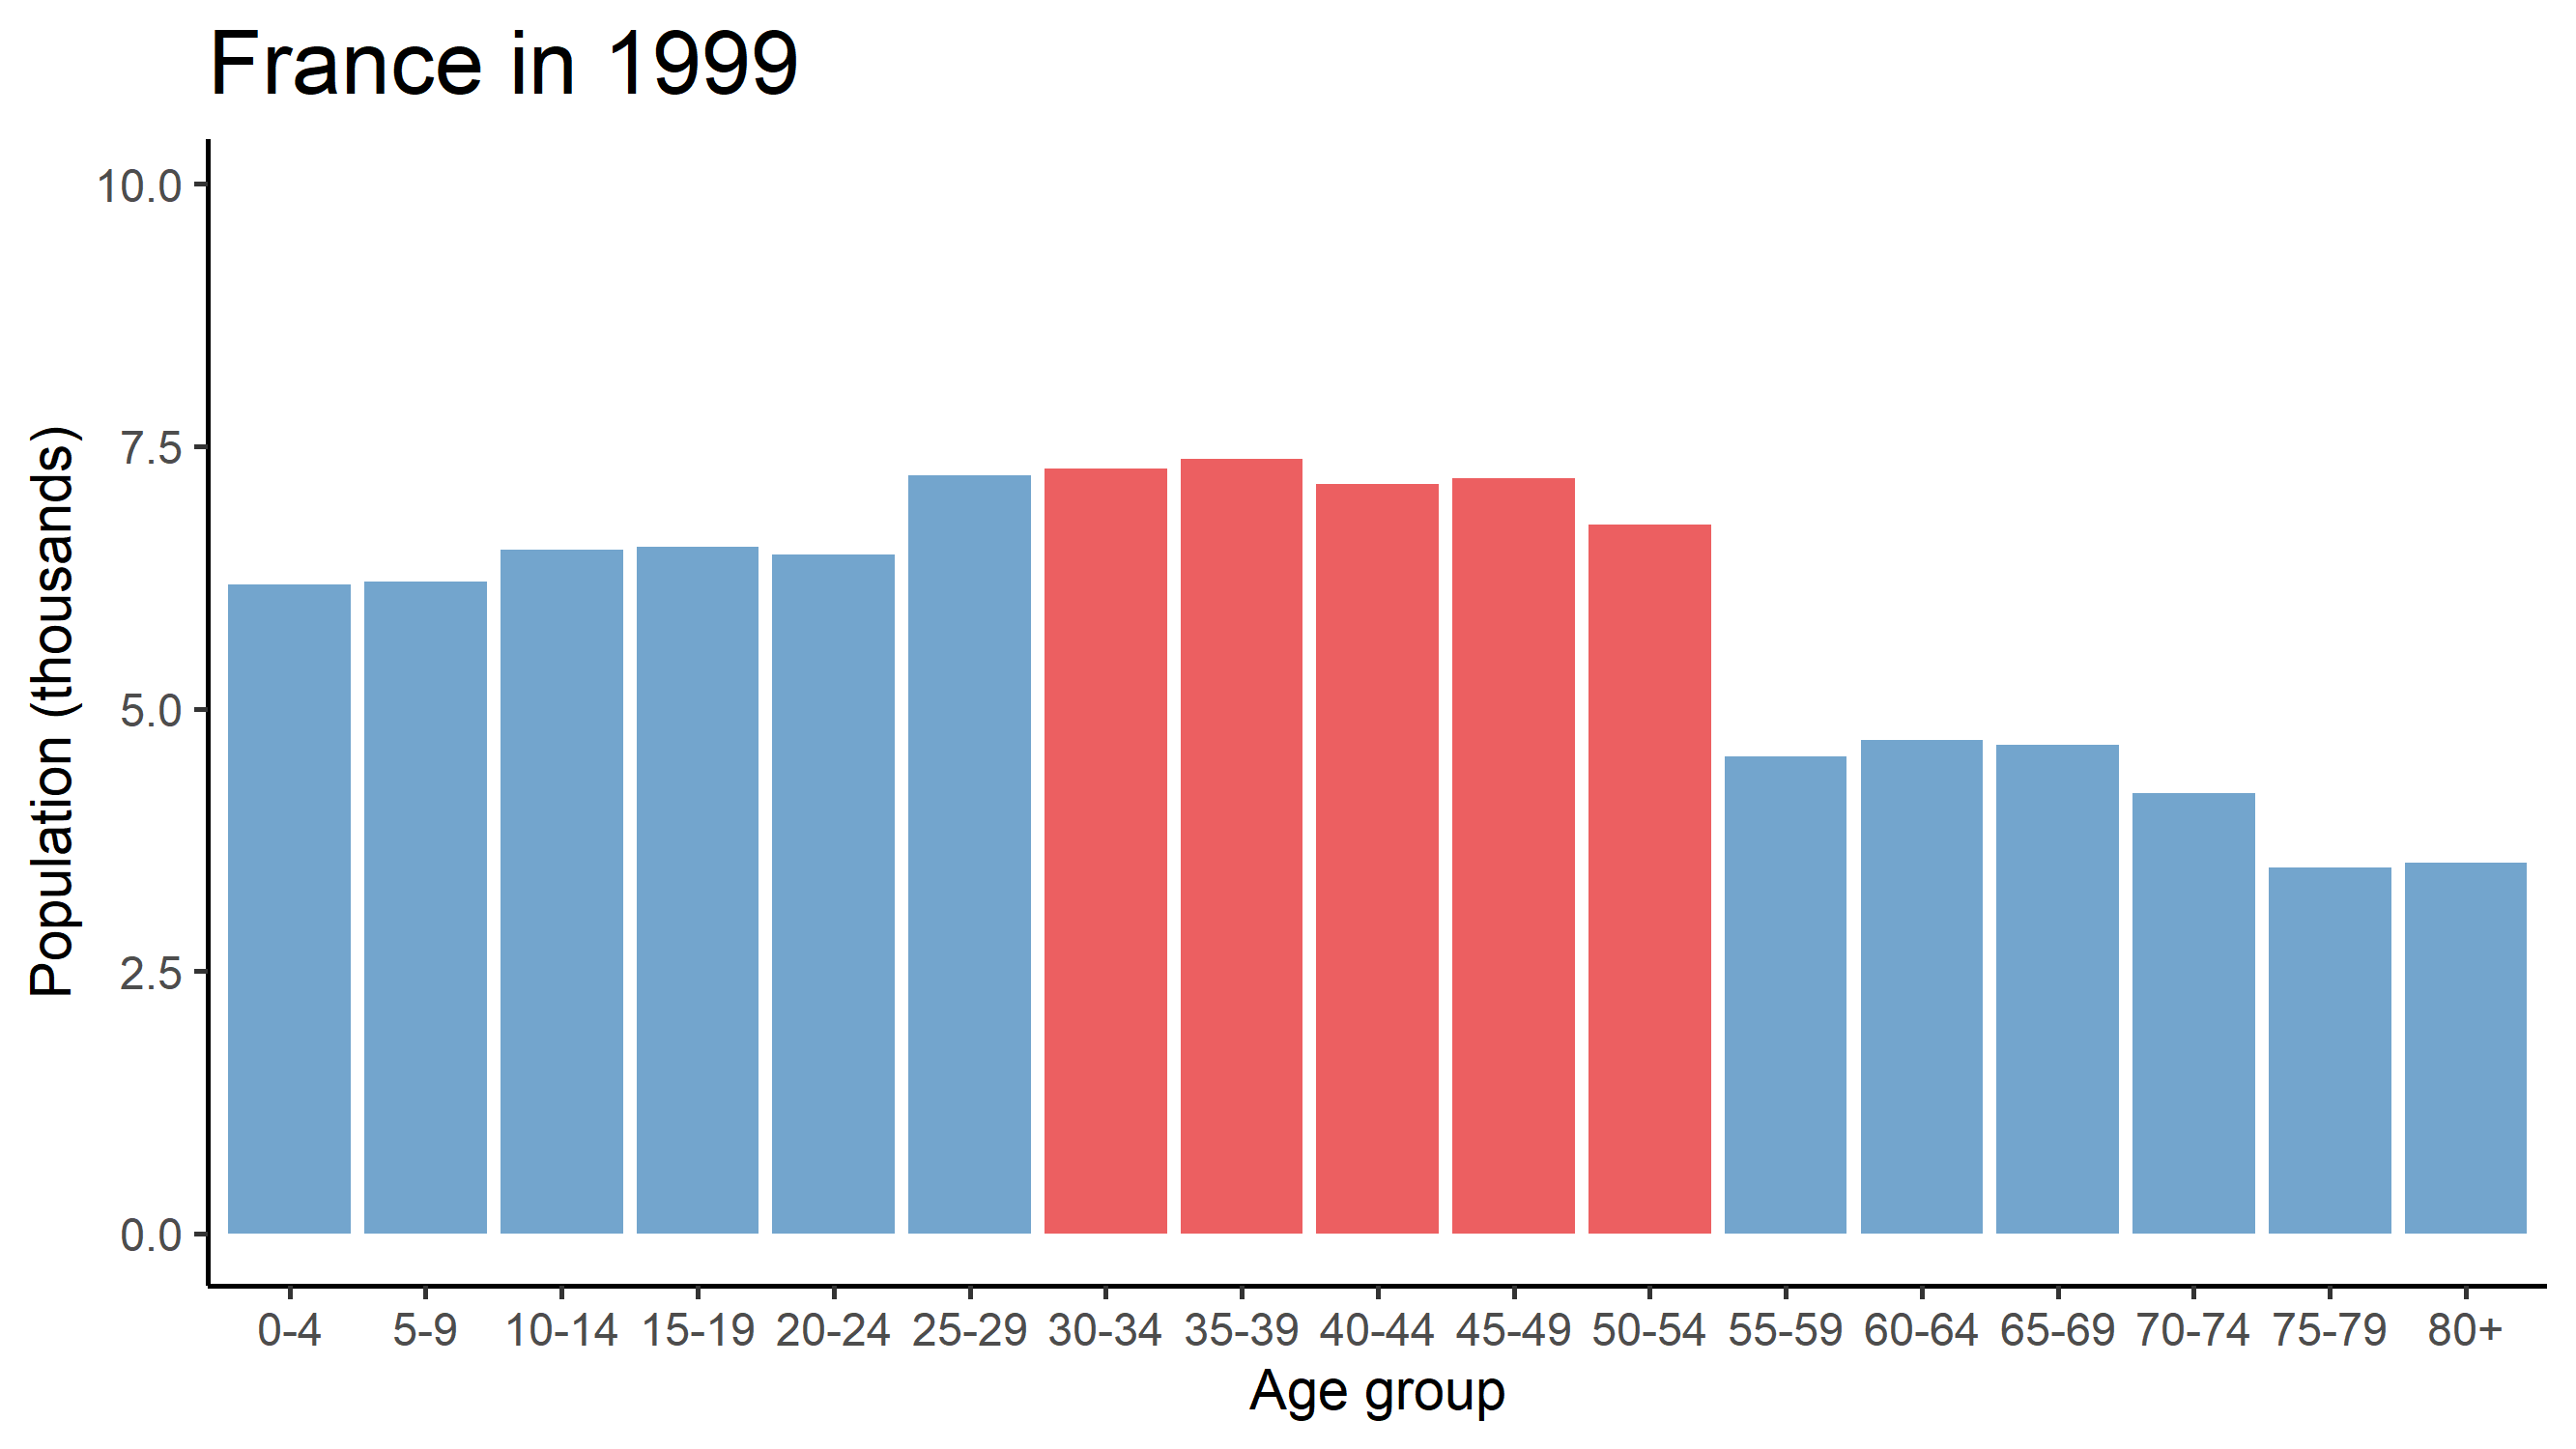 France in 1999
Population (thousands)
10.0
7.5
5.0
2.5
0.0
0-4 5-9 10-14 15-19 20-24 25-29 30-34 35-39 40-44 45-49 50-54 55-59 60-64 65-69 70-74 75-79 80+
Age group